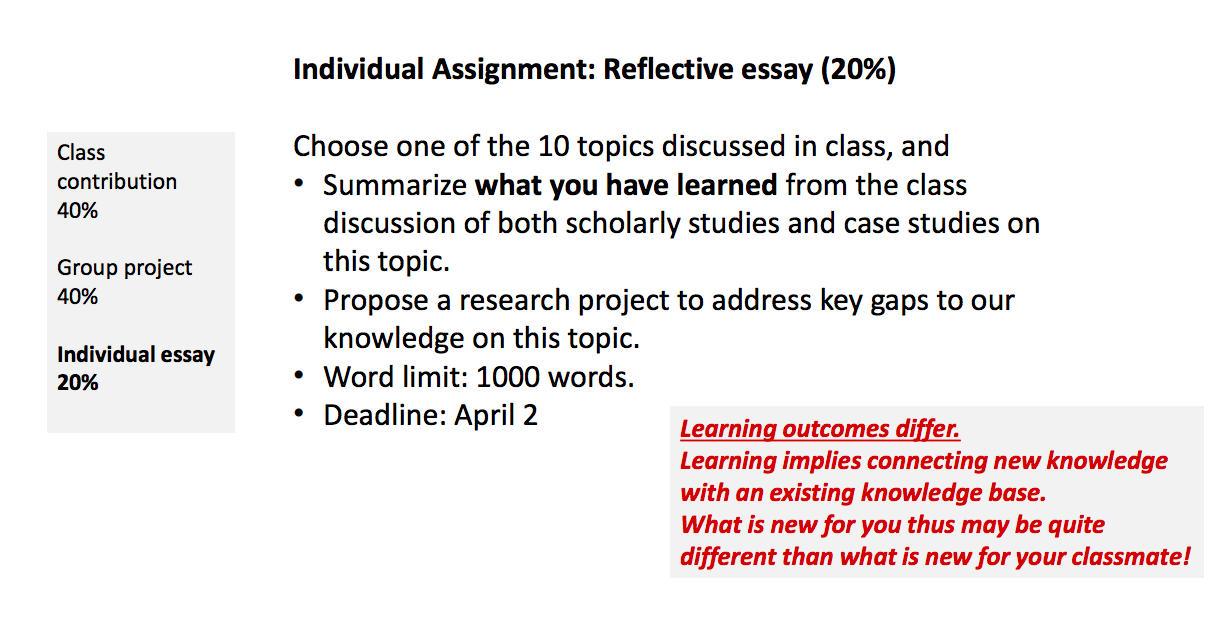 Individual Assignment: Reflective essay (20%)
Class
contribution
40%
Group project
40%
Individual essay
20%
Choose one of the 10 topics discussed in class, and
• Summarize what you have learned from the class
discussion of both scholarly studies and case studies on
this topic.
• Propose a research project to address key gaps to our
knowledge on this topic.
• Word limit: 1000 words.
• Deadline: April 2
Learning outcomes differ.
Learning implies connecting new knowledge
with an existing knowledge base.
What is new for you thus may be quite
different than what is new for your classmate!